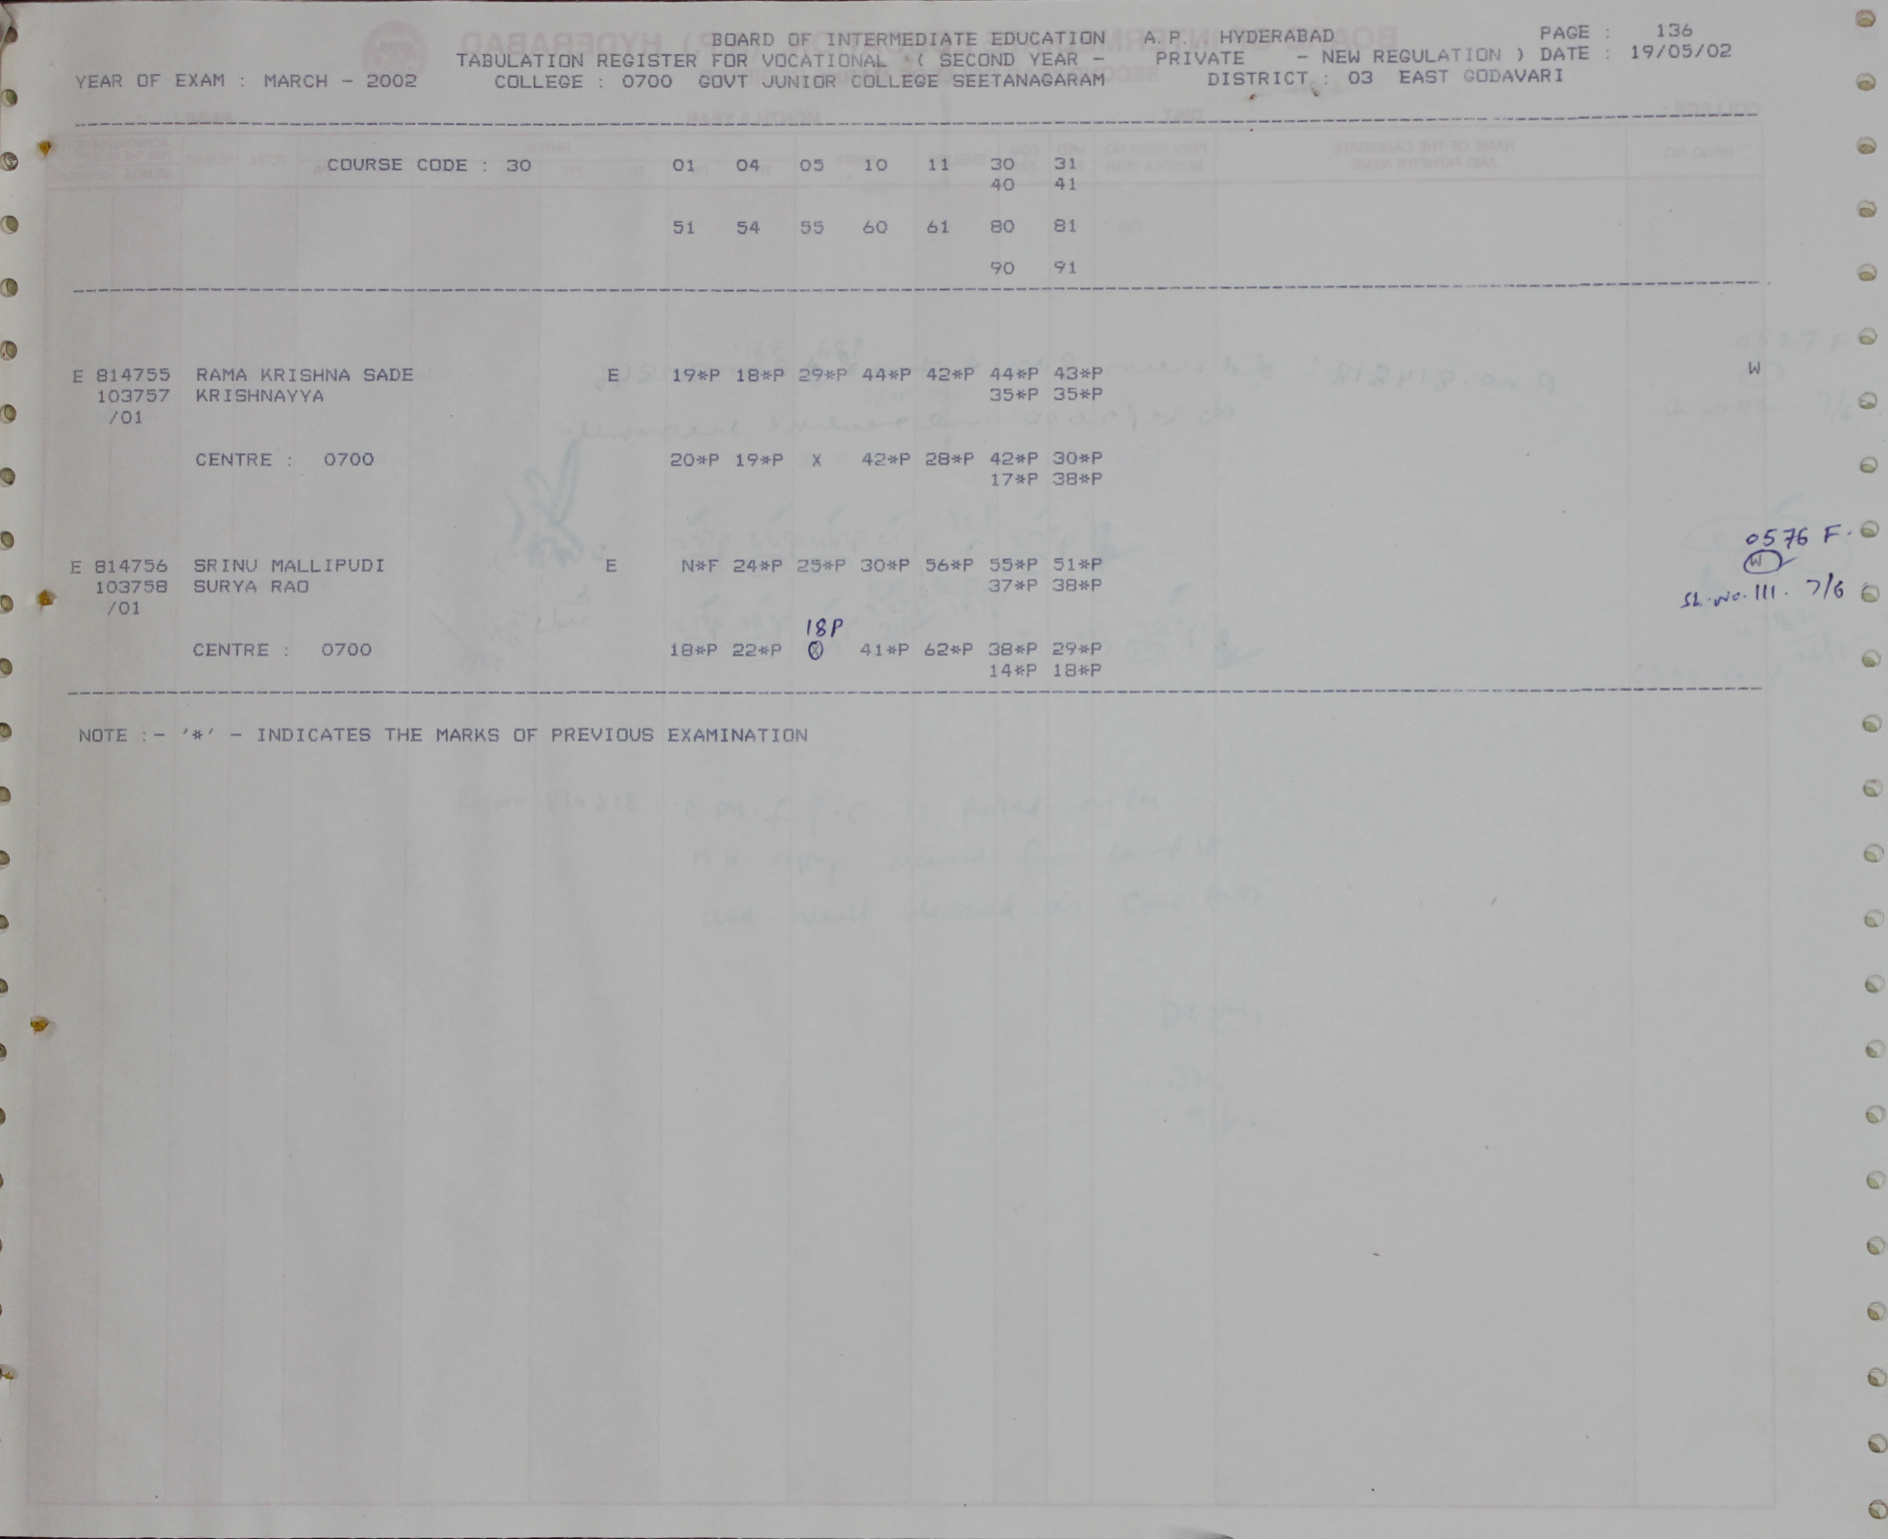 BOARD OF INTERMEDIATE EDUCATION A.P., HYDERABAD PAGE : 136
TABULATION REGISTER FOR VOCATIONAL ( SECOND YEAR - PRIVATE - NEW REGULATION ) DATE : 19/05/02
YEAR OF EXAM : MARCH - 2002 COLLEGE : 0700 GOVT JUNIOR COLLEGE SEETANAGARAM DISTRICT : 03 EAST GODAVARI
COURSE CODE : 30 01 04 05 10 11 30 31
40 41
51 54 55 60 61 80 81
90 91
E 814755 RAMA KRISHNA SADE E 19*P 18*P 29*P 44*P 42*P 44*P 43*P W
103757 KRISHNAYYA 35*P 35*P
/01
CENTRE : 0700 20*P 19*P X 42*P 28*P 42*P 30*P
17*P 38*P
0576 F.
E 814756 SRINU MALLIPUDI E N*F 24*P 25*P 30*P 56*P 55*P 51*P W
103758 SURYA RAO 37*P 38*P Sl.No. 111. 7/6
/01
18P
CENTRE : 0700 18*P 22*P X 41*P 62*P 38*P 29*P
14*P 18*P
NOTE :- '*' - INDICATES THE MARKS OF PREVIOUS EXAMINATION